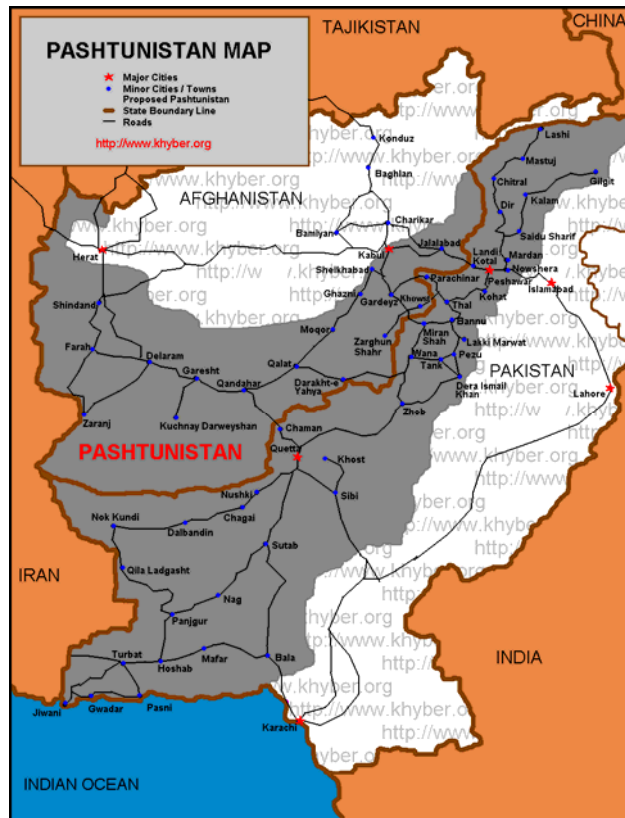 PASHTUNISTAN MAP
Major Cities
Minor Cities / Towns
Proposed Pashtunistan
State Boundary Line
Roads
http://www.khyber.org
TAJIKISTAN
CHINA
AFGHANISTAN
Konduz
Baghlan
Lashi
Mastuj
Chitral
Gilgit
Kalam
Dir
Charikar
Bamiyan
Saidu Sharif
Herat
Kabul
Jalalabad
Landi
Kotal
Mardan
Nowshera
Peshawar
Islamabad
Sheikhabad
Parachinar
Kohat
Ghazni
Gardeyz
Khowst
Thal
Shindand
Moqor
Bannu
Miran
Shah
Lakki Marwat
Zarghun
Shahr
Farah
Delaram
Wana
Pezu
Tank
PAKISTAN
Garesht
Qalat
Qandahar
Darakht-e
Yahya
Dera Ismail
Khan
Lahore
Zhob
Zaranj
Kuchnay Darweyshan
Chaman
PASHTUNISTAN
Quetta
Khost
Nushki
Sibi
Chagai
Nok Kundi
Dalbandin
Sutab
IRAN
Qila Ladgasht
Nag
Panjgur
Turbat
Hoshab
Mafar
Bala
INDIA
Jiwani
Gwadar
Pasni
Karachi
INDIAN OCEAN